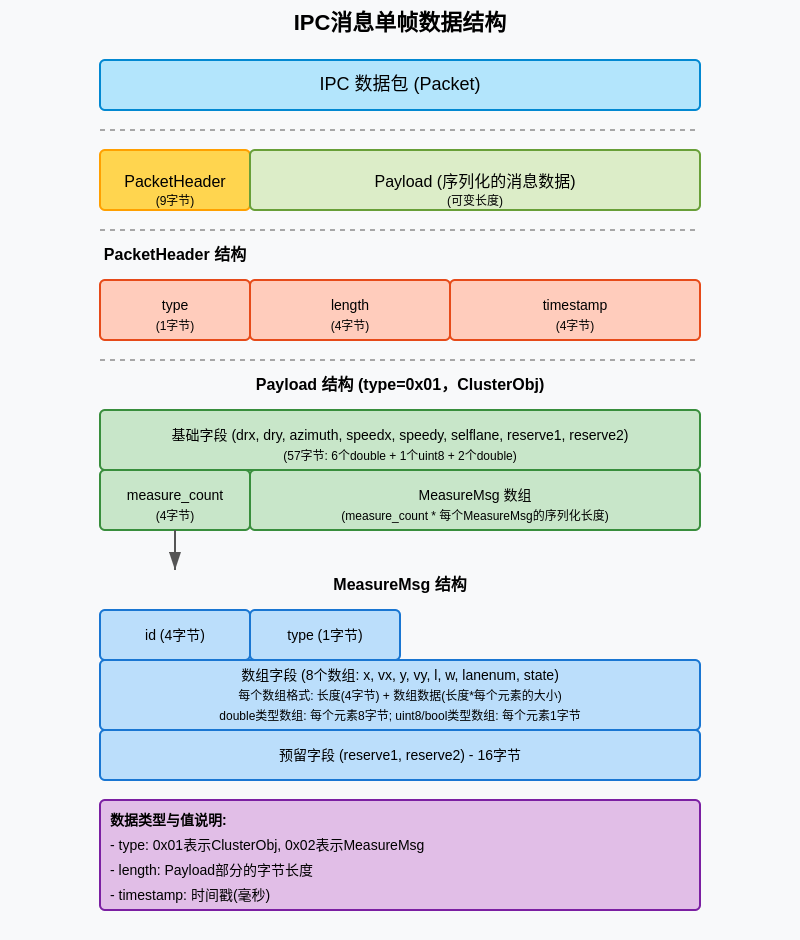 IPC消息单帧数据结构
IPC 数据包 (Packet)
PacketHeader
(9字节)
Payload (序列化的消息数据)
(可变长度)
PacketHeader 结构
type
(1字节)
length
(4字节)
timestamp
(4字节)
Payload 结构 (type=0x01，ClusterObj)
基础字段 (drx, dry, azimuth, speedx, speedy, selflane, reserve1, reserve2)
(57字节: 6个double + 1个uint8 + 2个double)
measure_count
(4字节)
MeasureMsg 数组
(measure_count * 每个MeasureMsg的序列化长度)
MeasureMsg 结构
id (4字节)
type (1字节)
数组字段 (8个数组: x, vx, y, vy, l, w, lanenum, state)
每个数组格式: 长度(4字节) + 数组数据(长度*每个元素的大小)
double类型数组: 每个元素8字节; uint8/bool类型数组: 每个元素1字节
预留字段 (reserve1, reserve2) - 16字节
数据类型与值说明:
- type: 0x01表示ClusterObj, 0x02表示MeasureMsg
- length: Payload部分的字节长度
- timestamp: 时间戳(毫秒)